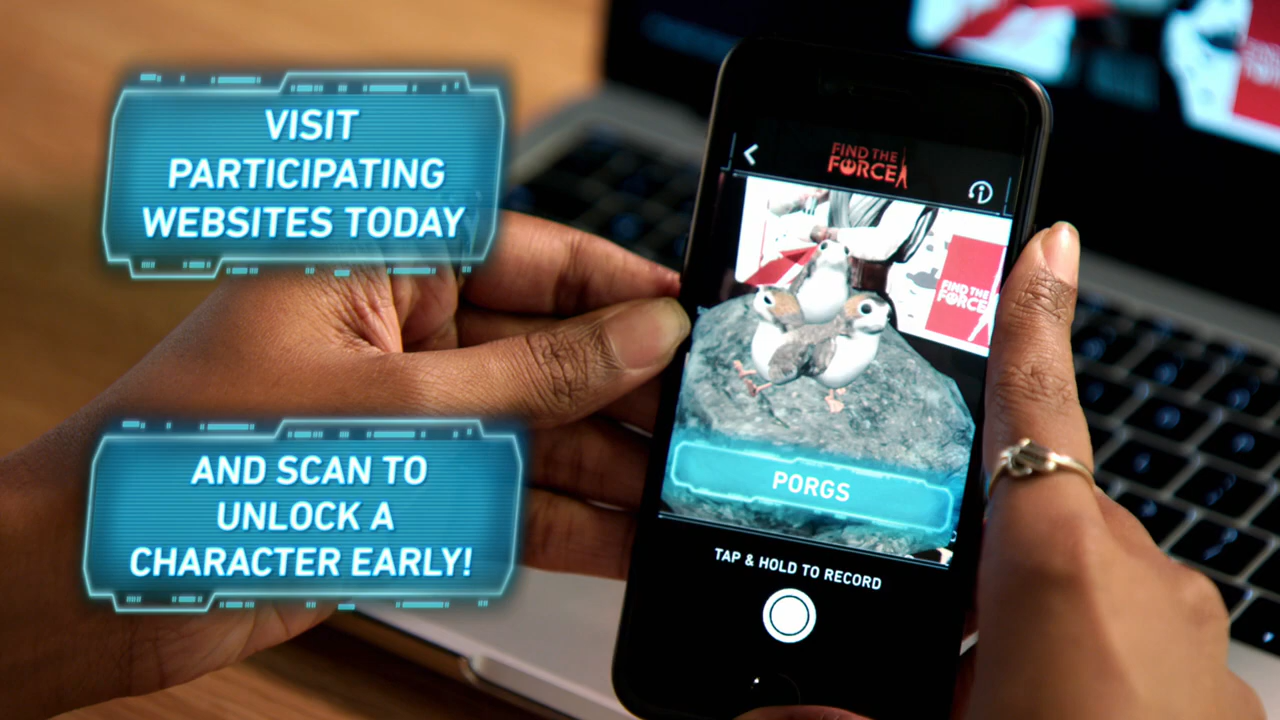 VISIT
PARTICIPATING
WEBSITES TODAY
AND SCAN TO
UNLOCK A
CHARACTER EARLY!
FIND THE
FORCE
FIND THE
FORCE
PORGS
TAP & HOLD TO RECORD